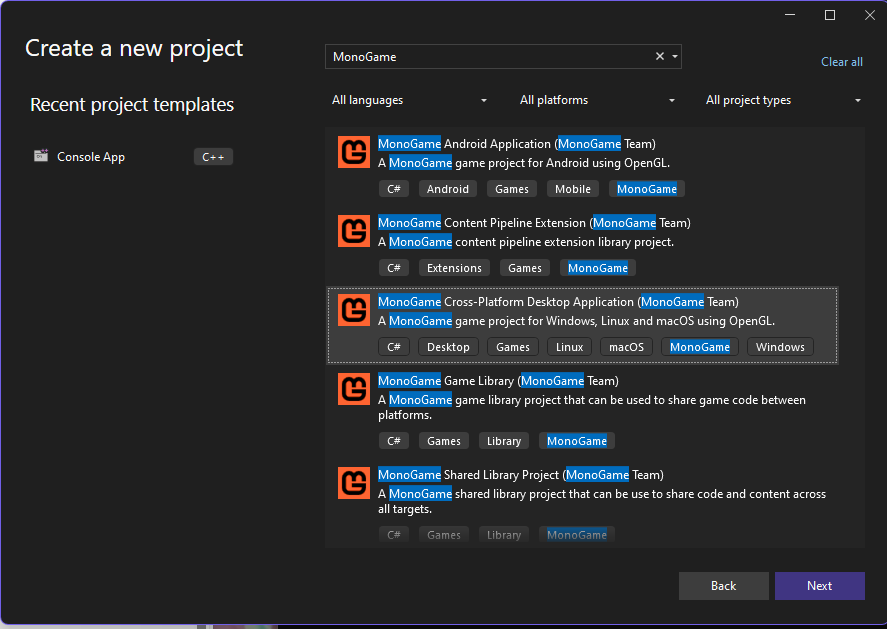 Create a new project
MonoGame
Clear all
Recent project templates
All languages
All platforms
All project types
Console App
C++
MonoGame Android Application (MonoGame Team)
A MonoGame game project for Android using OpenGL.
C# Android Games Mobile MonoGame
MonoGame Content Pipeline Extension (MonoGame Team)
A MonoGame content pipeline extension library project.
C# Extensions Games MonoGame
MonoGame Cross-Platform Desktop Application (MonoGame Team)
A MonoGame game project for Windows, Linux and macOS using OpenGL.
C# Desktop Games Linux macOS MonoGame Windows
MonoGame Game Library (MonoGame Team)
A MonoGame game library project that can be used to share game code between
platforms.
C# Games Library MonoGame
MonoGame Shared Library Project (MonoGame Team)
A MonoGame shared library project that can be use to share code and content across
all targets.
C# Games Library MonoGame
Back
Next